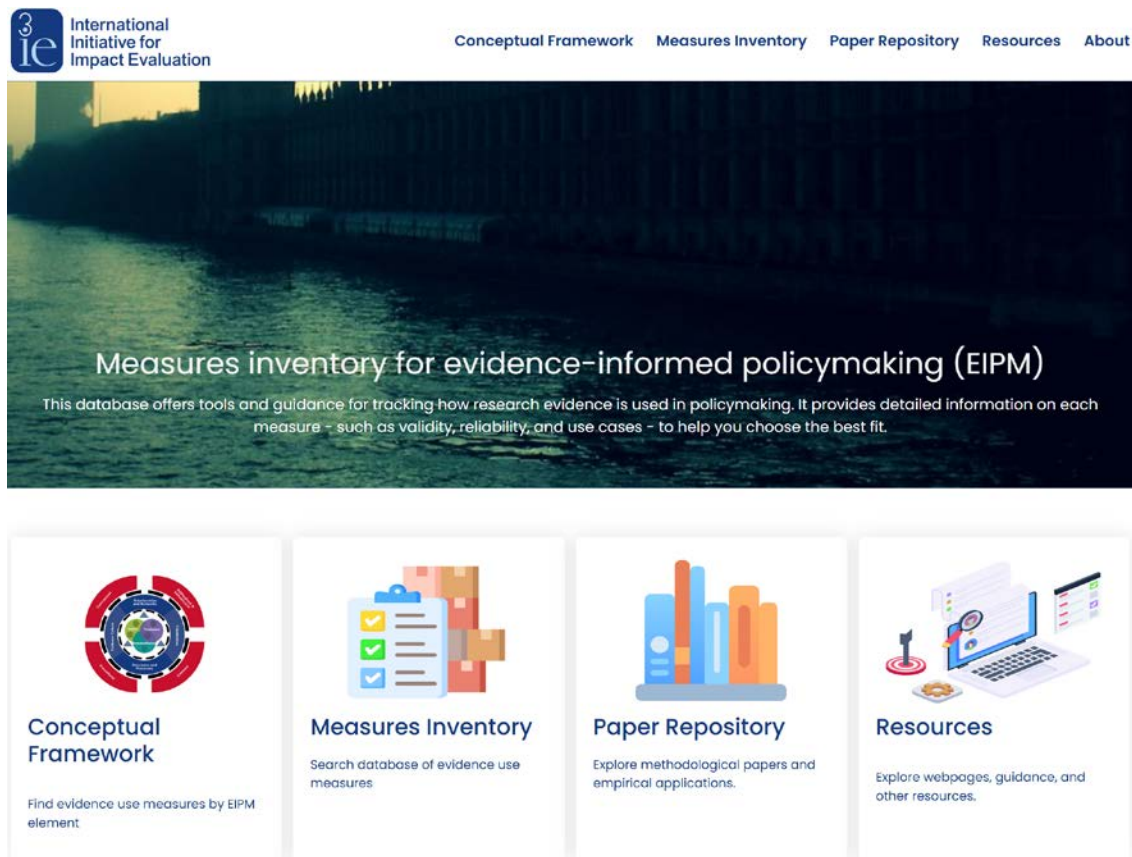 3ie
International
Initiative for
Impact Evaluation
Conceptual Framework Measures Inventory Paper Repository Resources About
Measures inventory for evidence-informed policymaking (EIPM)
This database offers tools and guidance for tracking how research evidence is used in policymaking. It provides detailed information on each
measure - such as validity, reliability, and use cases - to help you choose the best fit.
Conceptual
Framework
Find evidence use measures by EIPM
element
Measures Inventory
Search database of evidence use
measures
Paper Repository
Explore methodological papers and
empirical applications.
Resources
Explore webpages, guidance, and
other resources.